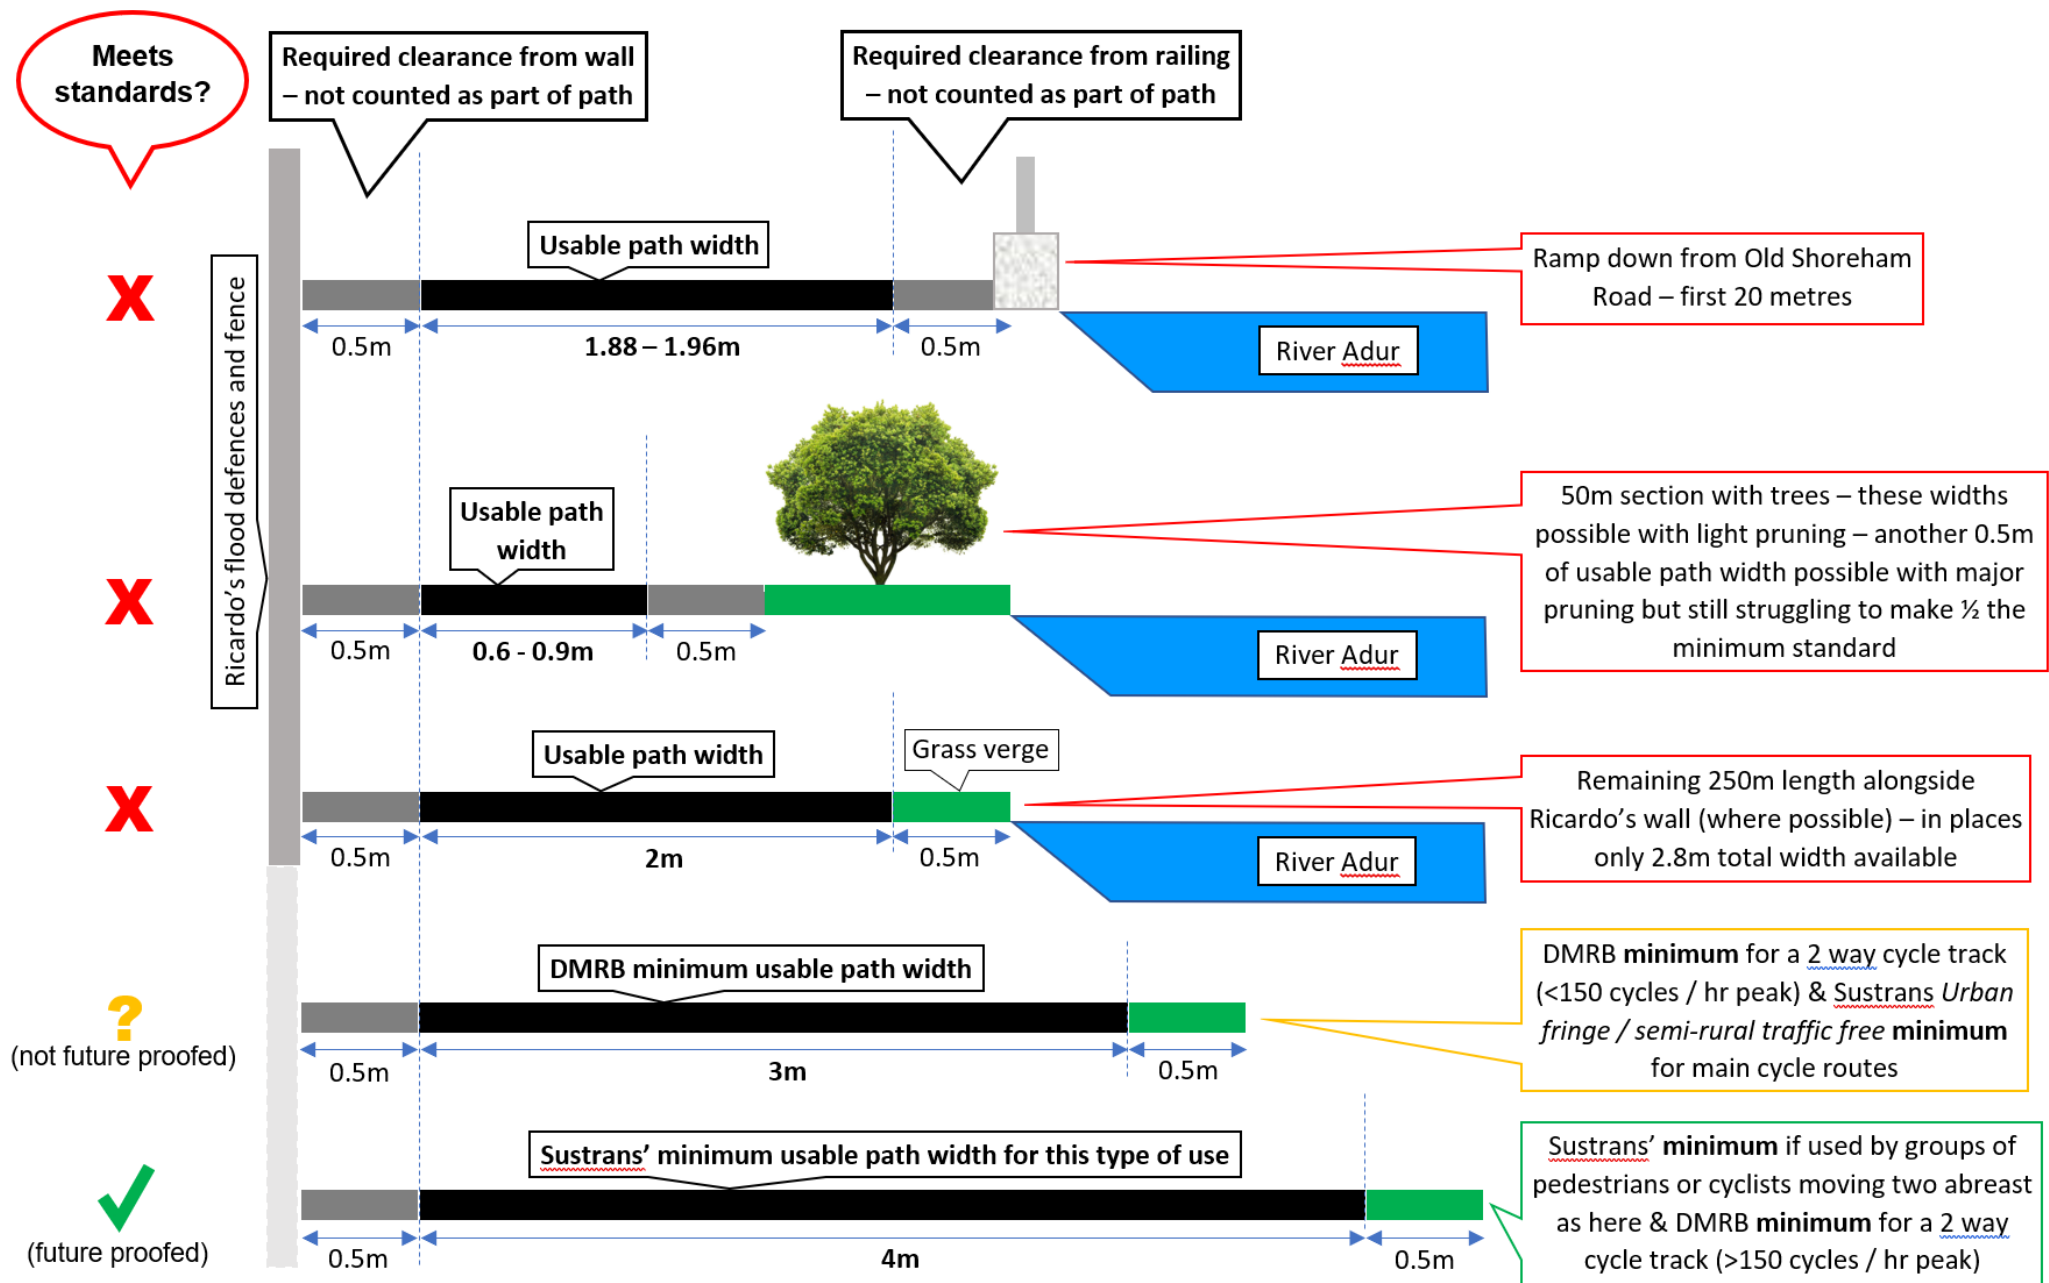 Meets
standards?
Required clearance from wall
– not counted as part of path
Required clearance from railing
– not counted as part of path
Ricardo's flood defences and fence
X
Usable path width
0.5m
1.88 – 1.96m
0.5m
River Adur
Ramp down from Old Shoreham
Road – first 20 metres
X
Usable path
width
0.5m
0.6 - 0.9m
0.5m
River Adur
50m section with trees – these widths
possible with light pruning – another 0.5m
of usable path width possible with major
pruning but still struggling to make ½ the
minimum standard
X
Usable path width
Grass verge
0.5m
2m
0.5m
River Adur
Remaining 250m length alongside
Ricardo's wall (where possible) – in places
only 2.8m total width available
?
(not future proofed)
DMRB minimum usable path width
0.5m
3m
0.5m
DMRB minimum for a 2 way cycle track
(<150 cycles / hr peak) & Sustrans Urban
fringe / semi-rural traffic free minimum
for main cycle routes
(future proofed)
Sustrans' minimum usable path width for this type of use
0.5m
4m
0.5m
Sustrans' minimum if used by groups of
pedestrians or cyclists moving two abreast
as here & DMRB minimum for a 2 way
cycle track (>150 cycles / hr peak)